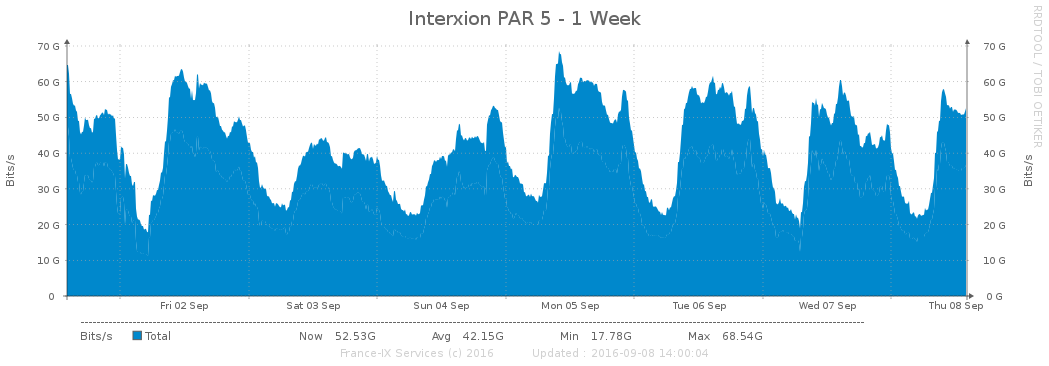 Interxion PAR 5 - 1 Week
RRDTOOL / TOBI OETIKER
Bits/s
70 G
60 G
50 G
40 G
30 G
20 G
10 G
0
70 G
60 G
50 G
40 G
30 G
20 G
10 G
0 G
Bits/s
Fri 02 Sep Sat 03 Sep Sun 04 Sep Mon 05 Sep Tue 06 Sep Wed 07 Sep Thu 08 Sep
Bits/s Total Now 52.53G Avg 42.15G Min 17.78G Max 68.54G
France-IX Services (c) 2016 Updated : 2016-09-08 14:00:04